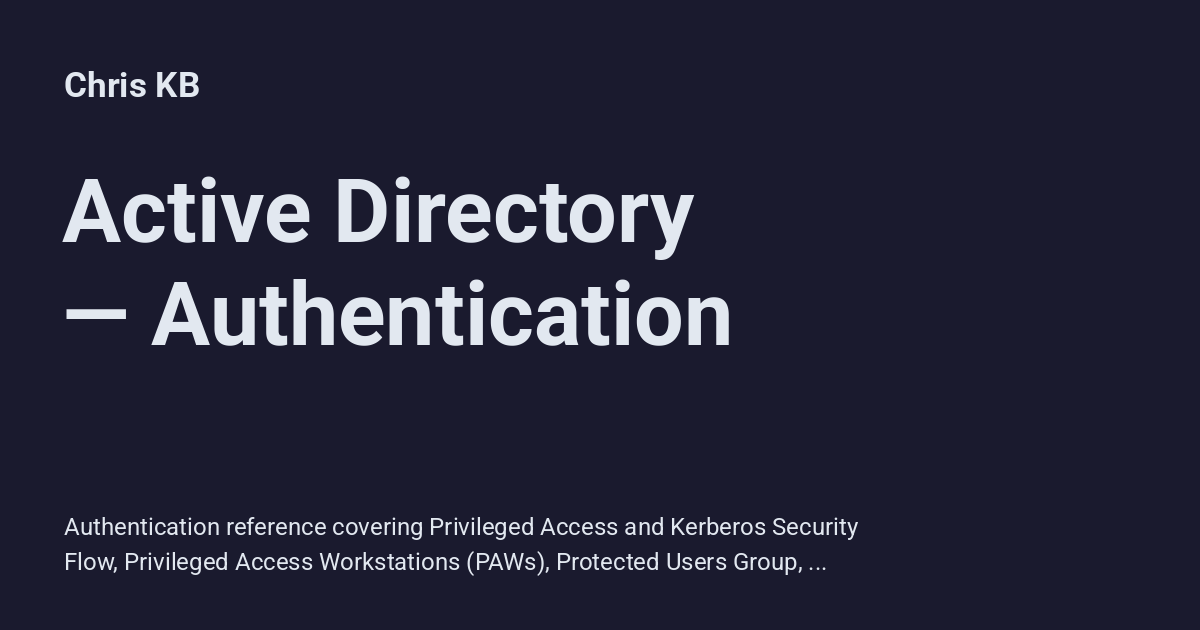 Chris KB
Active Directory
— Authentication
Authentication reference covering Privileged Access and Kerberos Security
Flow, Privileged Access Workstations (PAWs), Protected Users Group, ...